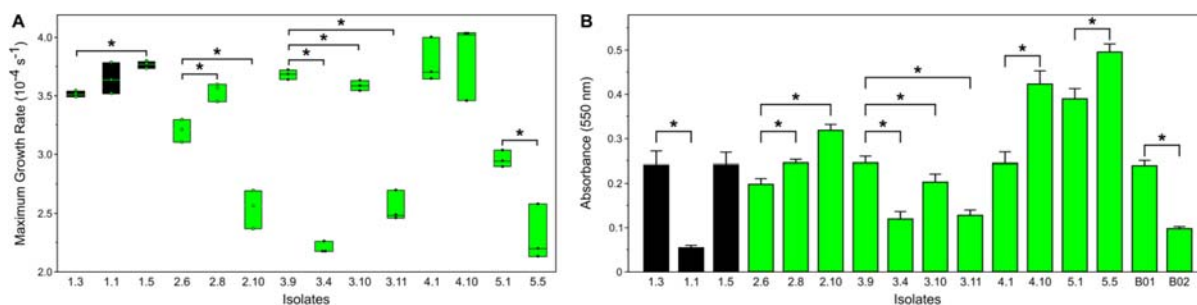 A
Maximum Growth Rate (10⁻⁴ s⁻¹)
4.0
3.5
3.0
2.5
2.0
* * * * * * *
1.3 1.1 1.5 2.6 2.8 2.10 3.9 3.4 3.10 3.11 4.1 4.10 5.1 5.5
Isolates
B
Absorbance (550 nm)
0.5
0.4
0.3
0.2
0.1
0
* * * * * * * * *
1.3 1.1 1.5 2.6 2.8 2.10 3.9 3.4 3.10 3.11 4.1 4.10 5.1 5.5 B01 B02
Isolates